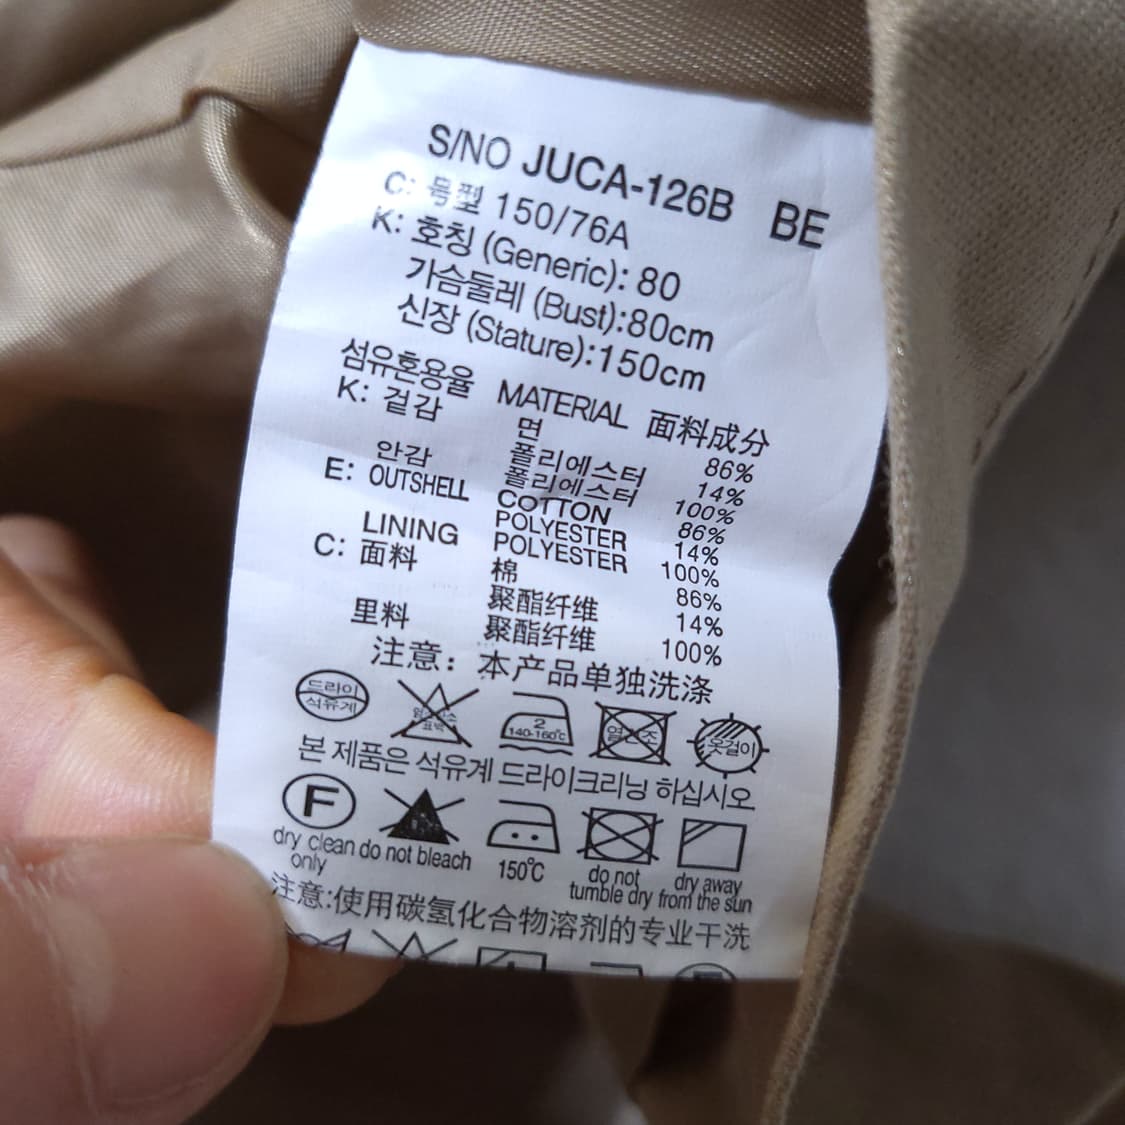 S/NO JUCA-126B BE
C: 号型 150/76A
K: 호칭 (Generic): 80
가슴둘레 (Bust):80cm
신장 (Stature):150cm
섬유혼용율 MATERIAL 面料成分
K: 겉감 면 86%
폴리에스터 14%
안감 폴리에스터 100%
E: OUTSHELL COTTON 86%
POLYESTER 14%
LINING POLYESTER 100%
C: 面料 棉 86%
聚酯纤维 14%
里料 聚酯纤维 100%
注意: 本产品单独洗涤
드라이
석유계
표백
2
140-160℃
옷걸이
본 제품은 석유계 드라이크리닝 하십시오
F
dry clean only
do not bleach
150℃
do not tumble dry
dry away from the sun
注意:使用碳氢化合物溶剂的专业干洗